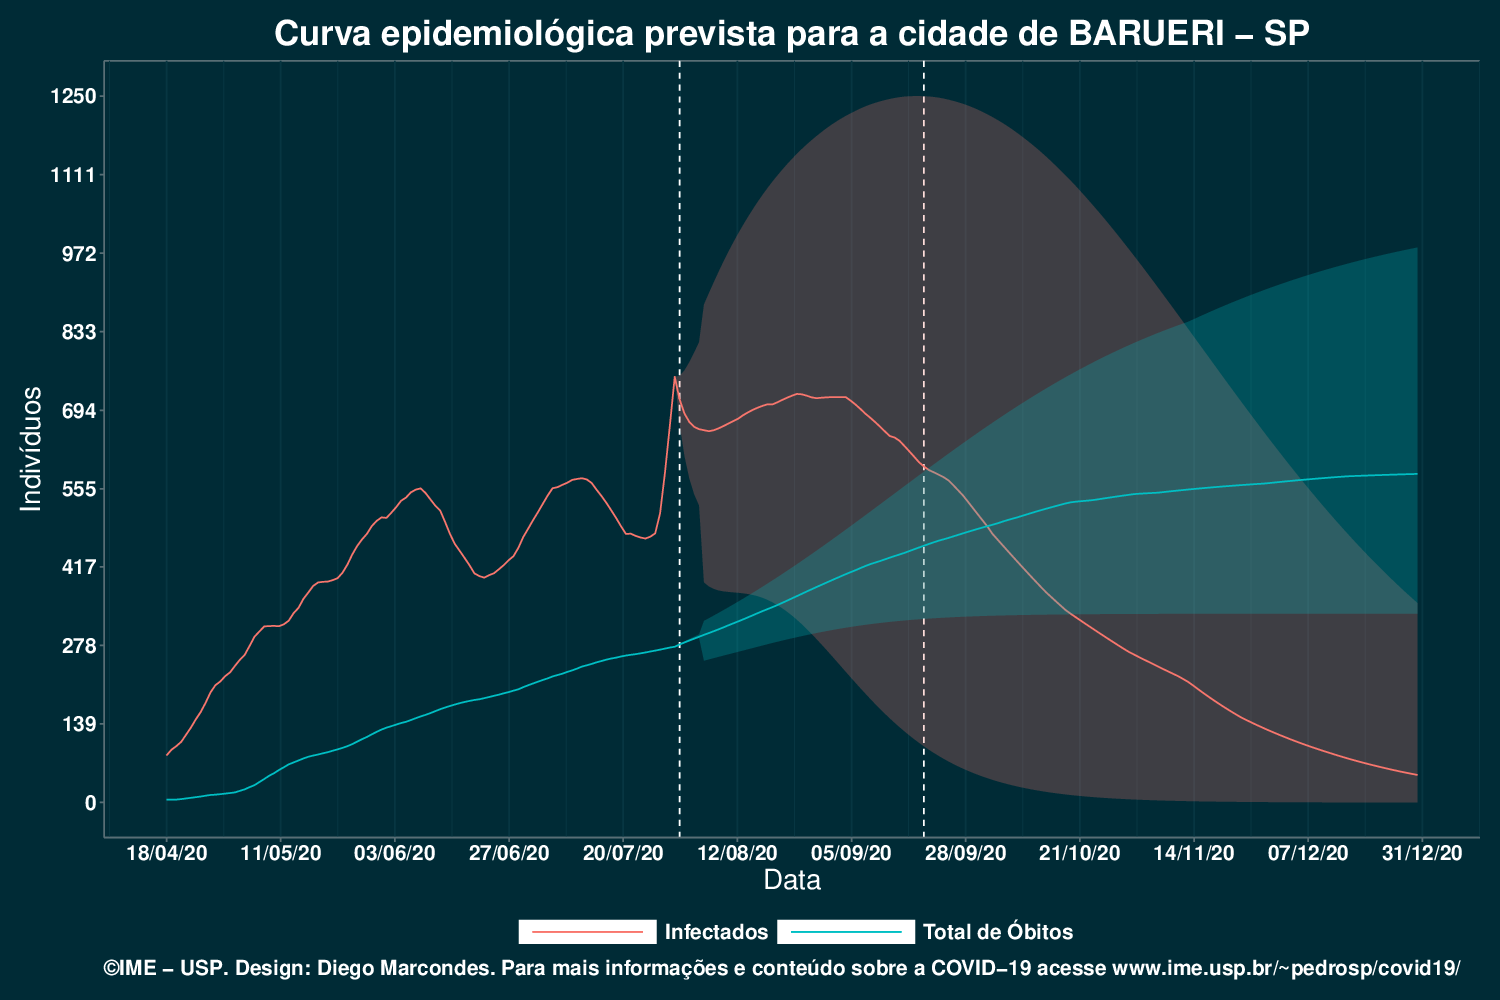 Curva epidemiológica prevista para a cidade de BARUERI – SP
1250
1111
972
833
694
555
417
278
139
0
Indivíduos
18/04/20 11/05/20 03/06/20 27/06/20 20/07/20 12/08/20 05/09/20 28/09/20 21/10/20 14/11/20 07/12/20 31/12/20
Data
Infectados Total de Óbitos
©IME – USP. Design: Diego Marcondes. Para mais informações e conteúdo sobre a COVID–19 acesse www.ime.usp.br/~pedrosp/covid19/